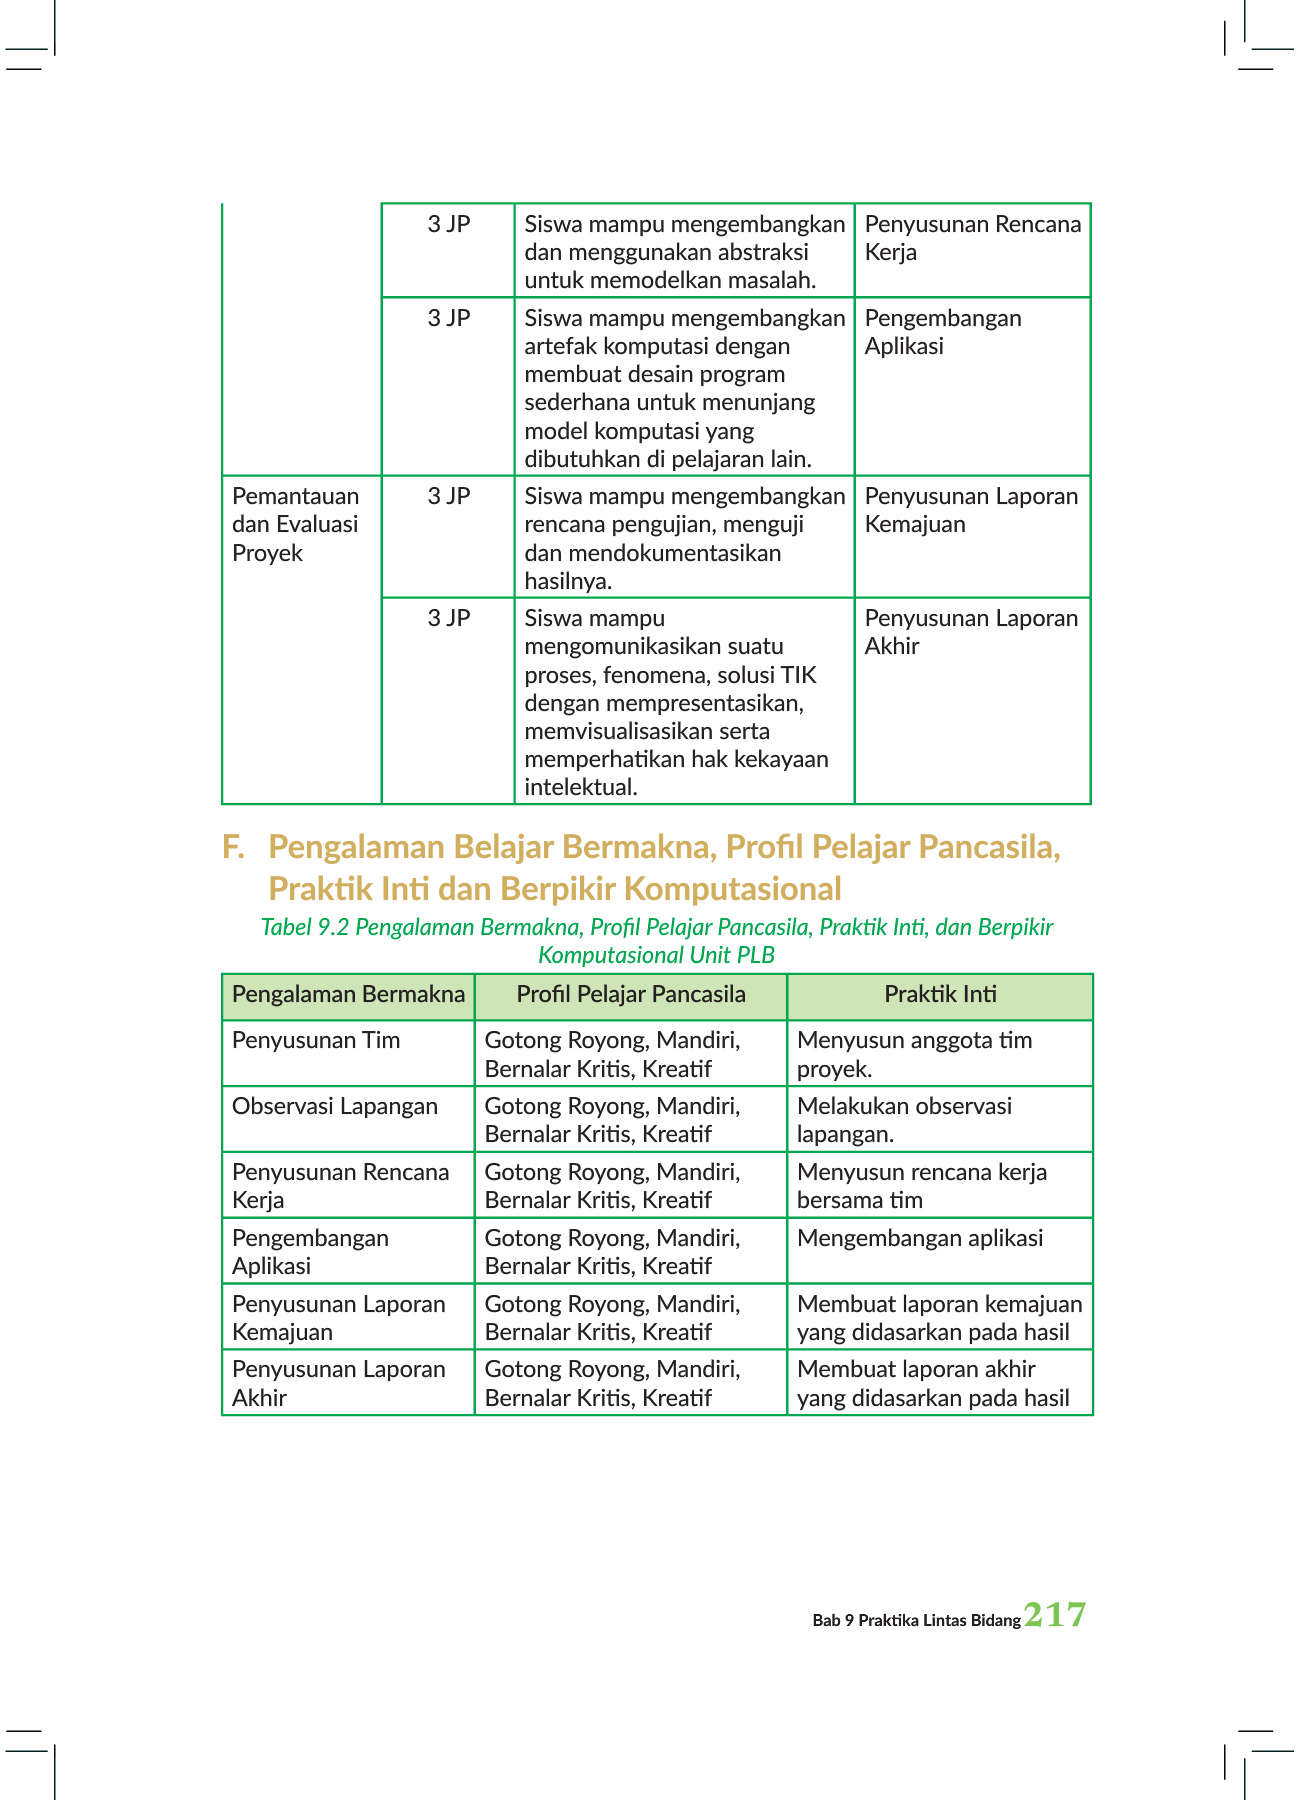 3 JP
Siswa mampu mengembangkan
dan menggunakan abstraksi
untuk memodelkan masalah.
Penyusunan Rencana
Kerja
3 JP
Siswa mampu mengembangkan
artefak komputasi dengan
membuat desain program
sederhana untuk menunjang
model komputasi yang
dibutuhkan di pelajaran lain.
Pengembangan
Aplikasi
Pemantauan
dan Evaluasi
Proyek
3 JP
Siswa mampu mengembangkan
rencana pengujian, menguji
dan mendokumentasikan
hasilnya.
Penyusunan Laporan
Kemajuan
3 JP
Siswa mampu
mengomunikasikan suatu
proses, fenomena, solusi TIK
dengan mempresentasikan,
memvisualisasikan serta
memperhatikan hak kekayaan
intelektual.
Penyusunan Laporan
Akhir
F. Pengalaman Belajar Bermakna, Profil Pelajar Pancasila,
Praktik Inti dan Berpikir Komputasional
Tabel 9.2 Pengalaman Bermakna, Profil Pelajar Pancasila, Praktik Inti, dan Berpikir
Komputasional Unit PLB
Pengalaman Bermakna
Profil Pelajar Pancasila
Praktik Inti
Penyusunan Tim
Gotong Royong, Mandiri,
Bernalar Kritis, Kreatif
Menyusun anggota tim
proyek.
Observasi Lapangan
Gotong Royong, Mandiri,
Bernalar Kritis, Kreatif
Melakukan observasi
lapangan.
Penyusunan Rencana
Kerja
Gotong Royong, Mandiri,
Bernalar Kritis, Kreatif
Menyusun rencana kerja
bersama tim
Pengembangan
Aplikasi
Gotong Royong, Mandiri,
Bernalar Kritis, Kreatif
Mengembangan aplikasi
Penyusunan Laporan
Kemajuan
Gotong Royong, Mandiri,
Bernalar Kritis, Kreatif
Membuat laporan kemajuan
yang didasarkan pada hasil
Penyusunan Laporan
Akhir
Gotong Royong, Mandiri,
Bernalar Kritis, Kreatif
Membuat laporan akhir
yang didasarkan pada hasil
Bab 9 Praktika Lintas Bidang 217